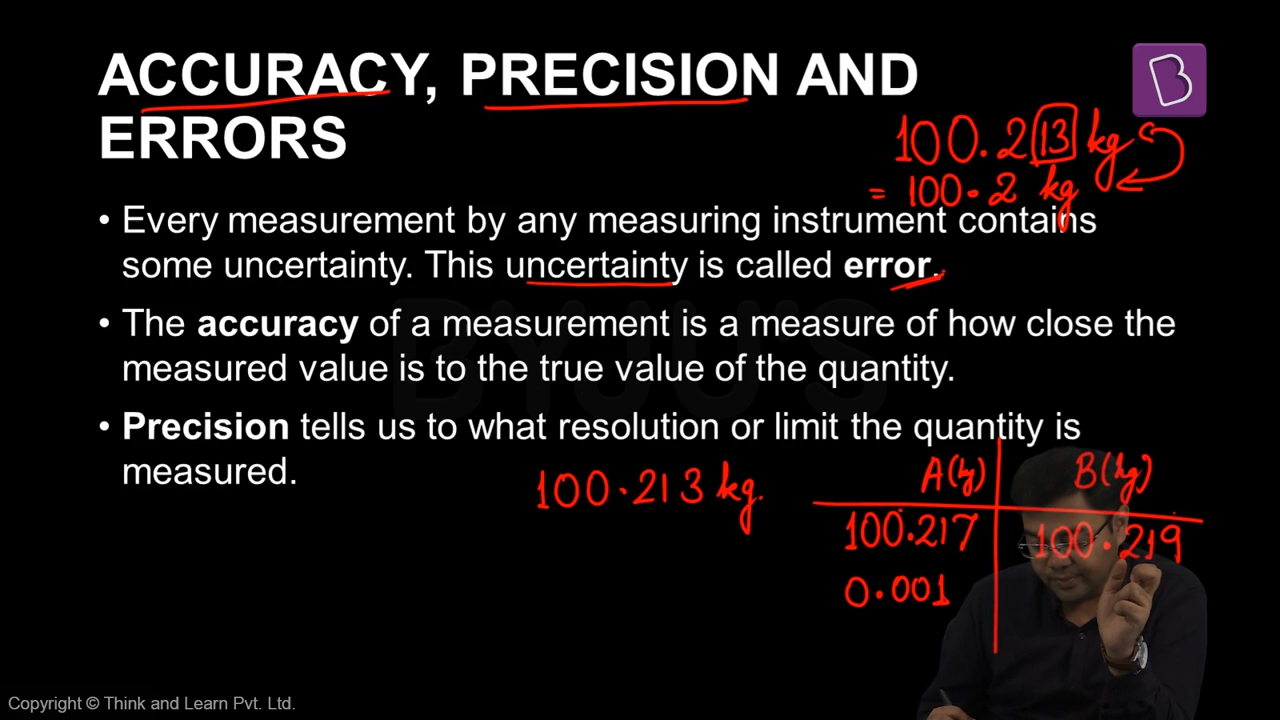 ACCURACY, PRECISION AND
ERRORS
100.213 kg
= 100.2 kg
• Every measurement by any measuring instrument contains
some uncertainty. This uncertainty is called error.
• The accuracy of a measurement is a measure of how close the
measured value is to the true value of the quantity.
• Precision tells us to what resolution or limit the quantity is
measured.
100.213 kg.
A(kg) B(kg)
100.217 100.219
0.001
BYJU'S
B
Copyright © Think and Learn Pvt. Ltd.